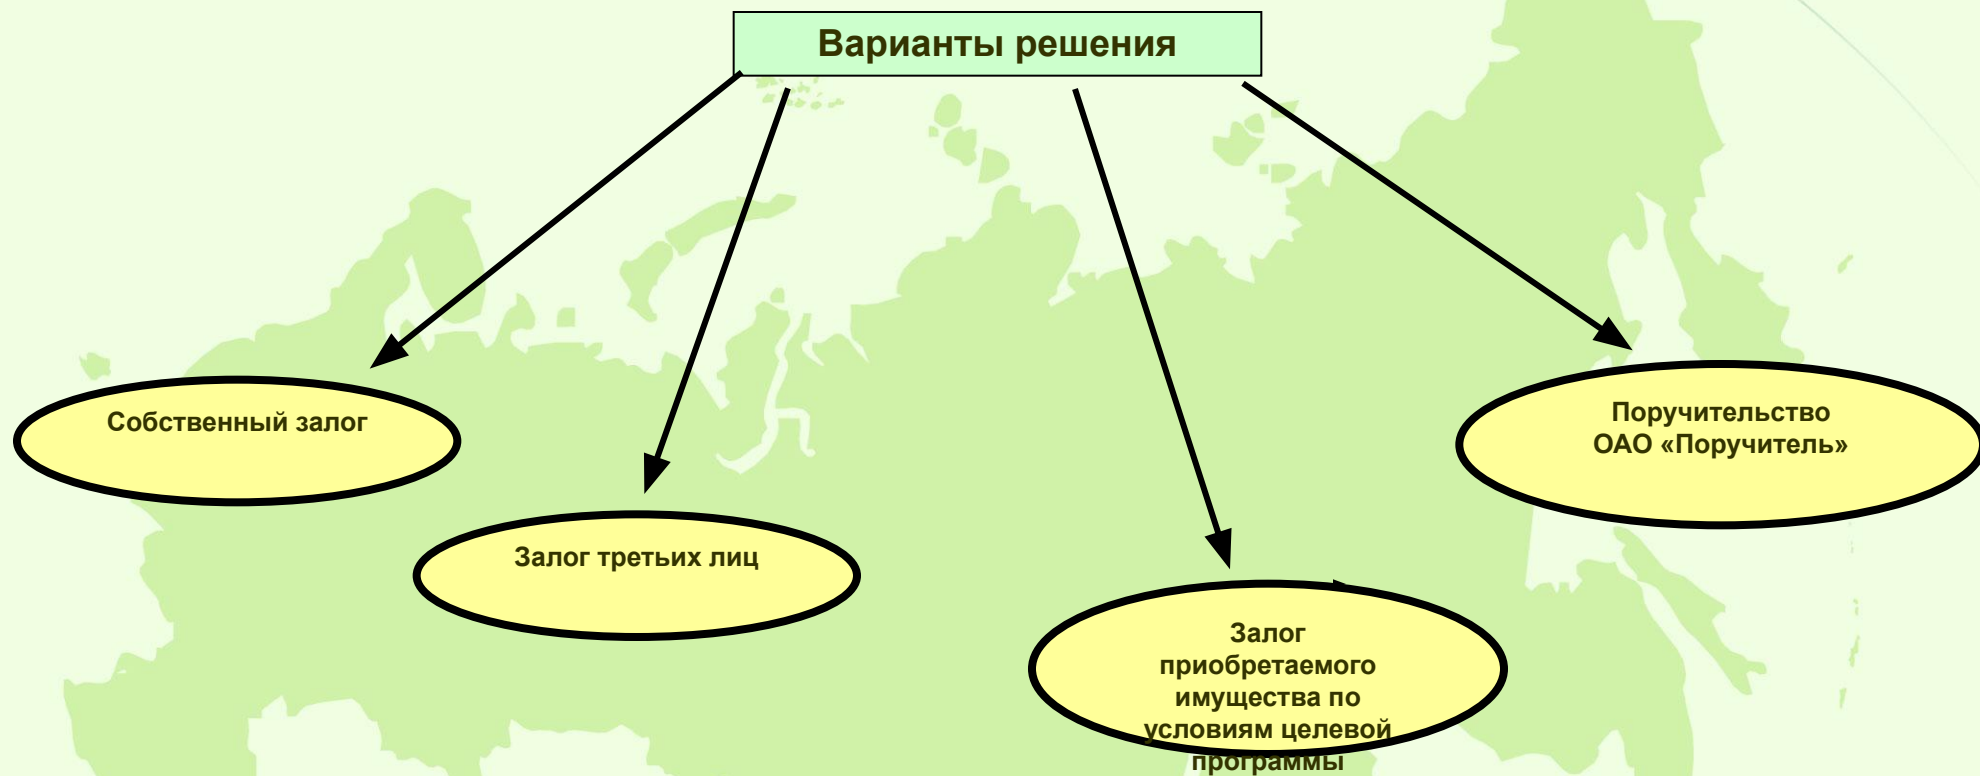 Варианты решения
Собственный залог
Залог третьих лиц
Залог
приобретаемого
имущества по
условиям целевой
программы
Поручительство
ОАО «Поручитель»